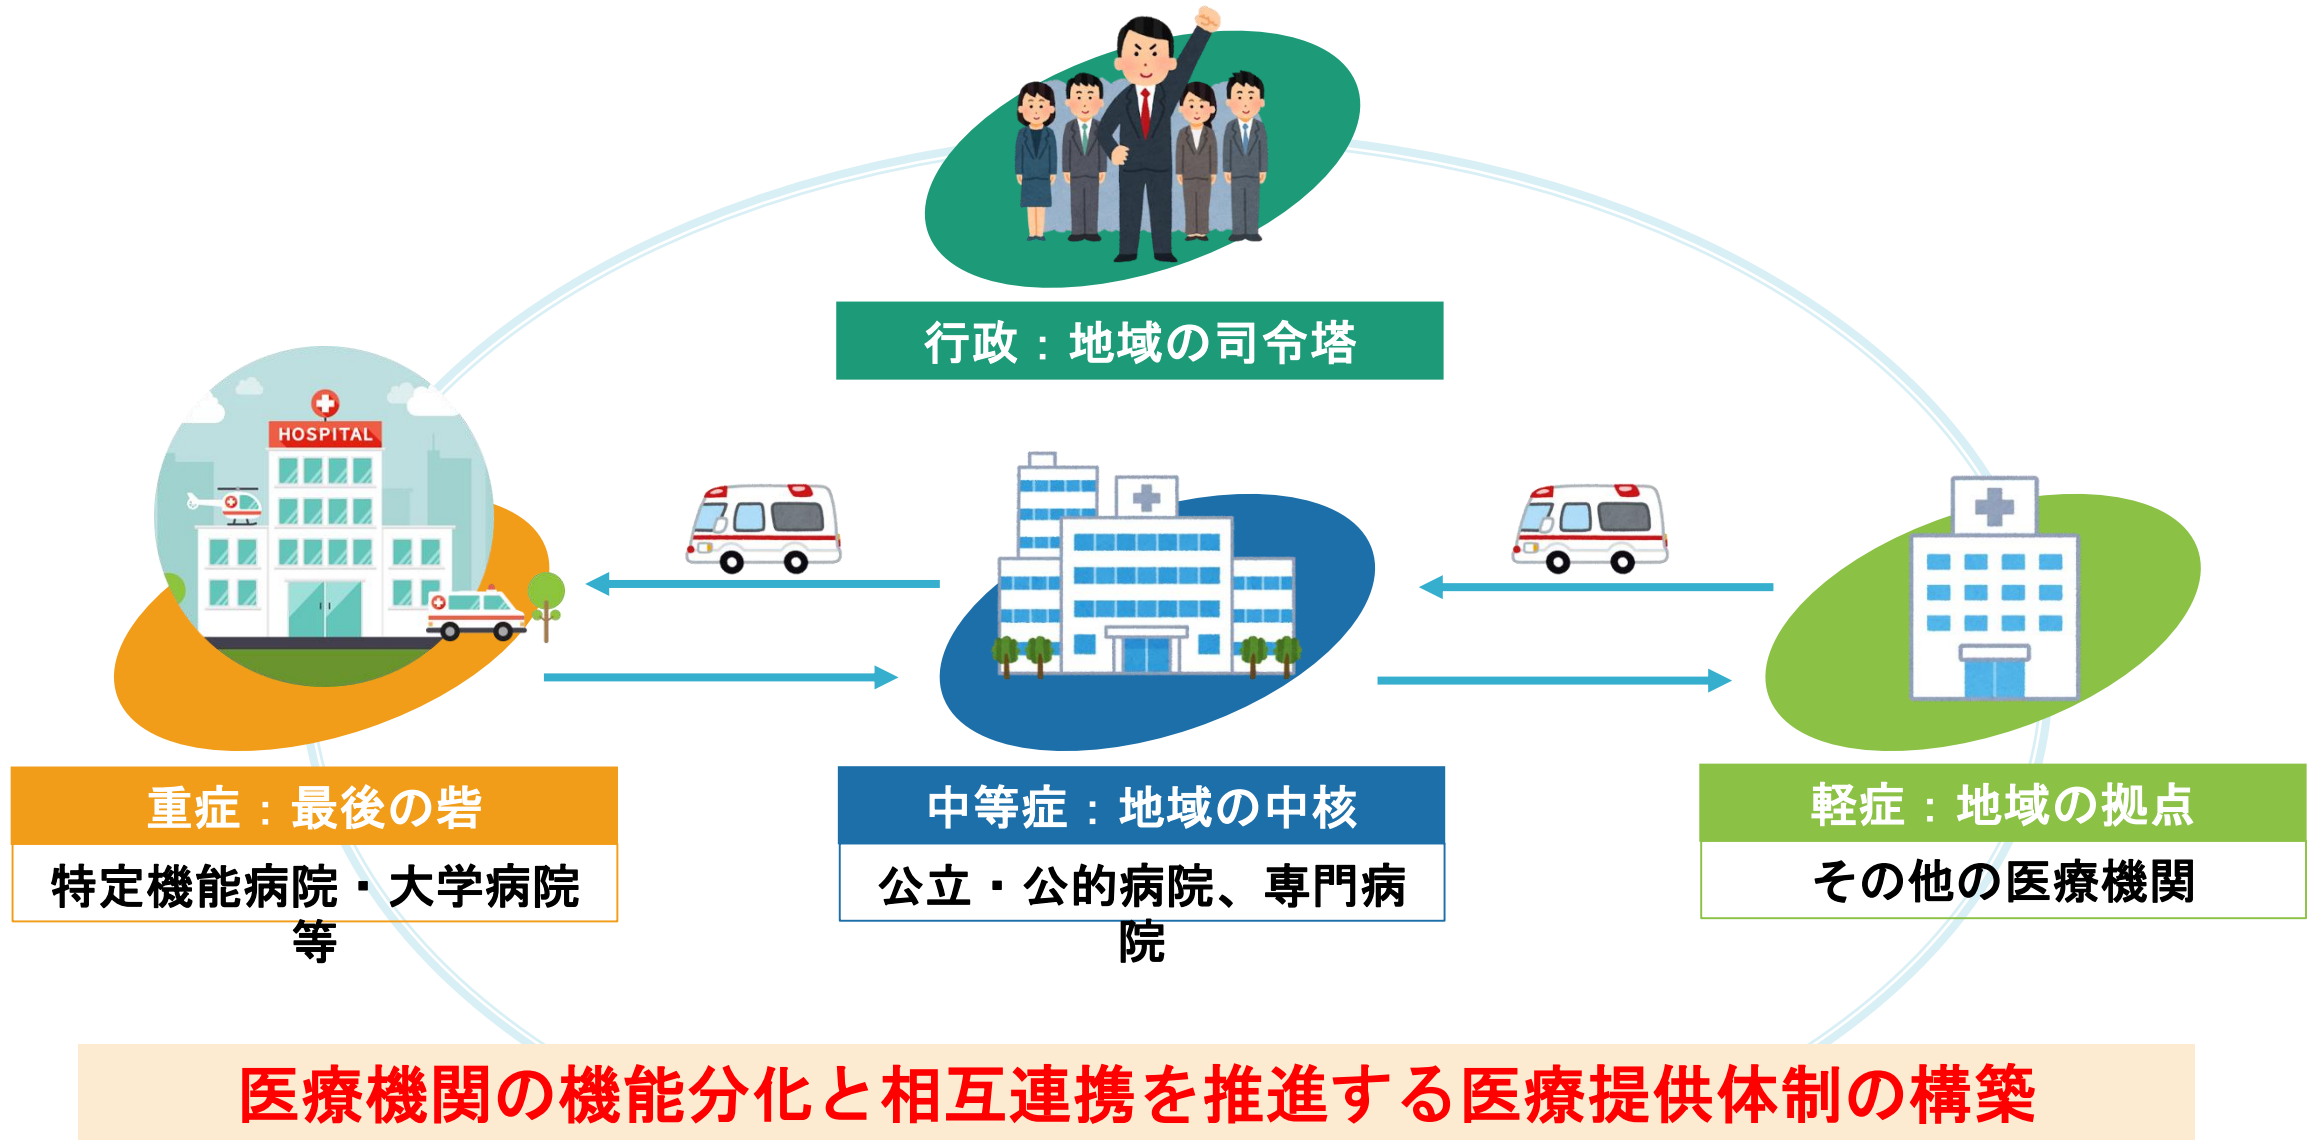 行政：地域の司令塔
HOSPITAL
重症：最後の砦
特定機能病院・大学病院
等
中等症：地域の中核
公立・公的病院、専門病
院
軽症：地域の拠点
その他の医療機関
医療機関の機能分化と相互連携を推進する医療提供体制の構築